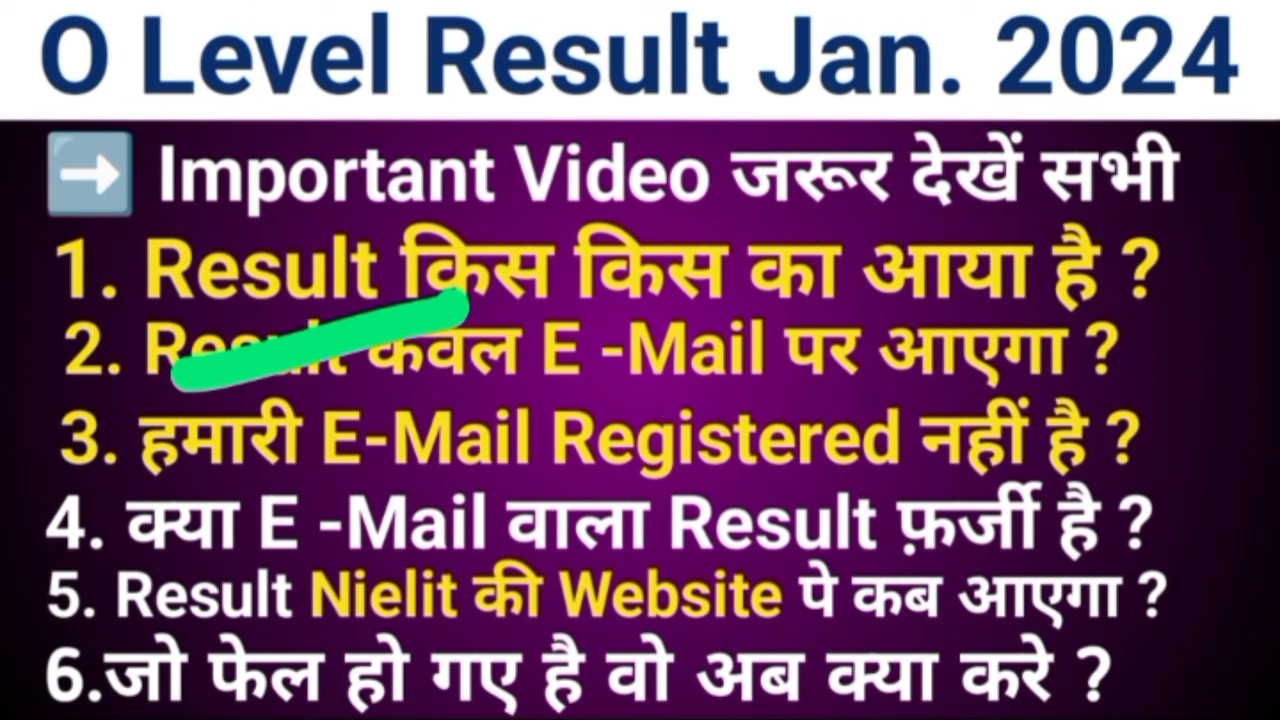 O Level Result Jan. 2024
➡ Important Video जरूर देखें सभी
1. Result किस किस का आया है ?
2. Result केवल E -Mail पर आएगा ?
3. हमारी E-Mail Registered नहीं है ?
4. क्या E -Mail वाला Result फ़र्जी है ?
5. Result Nielit की Website पे कब आएगा ?
6.जो फेल हो गए है वो अब क्या करे ?